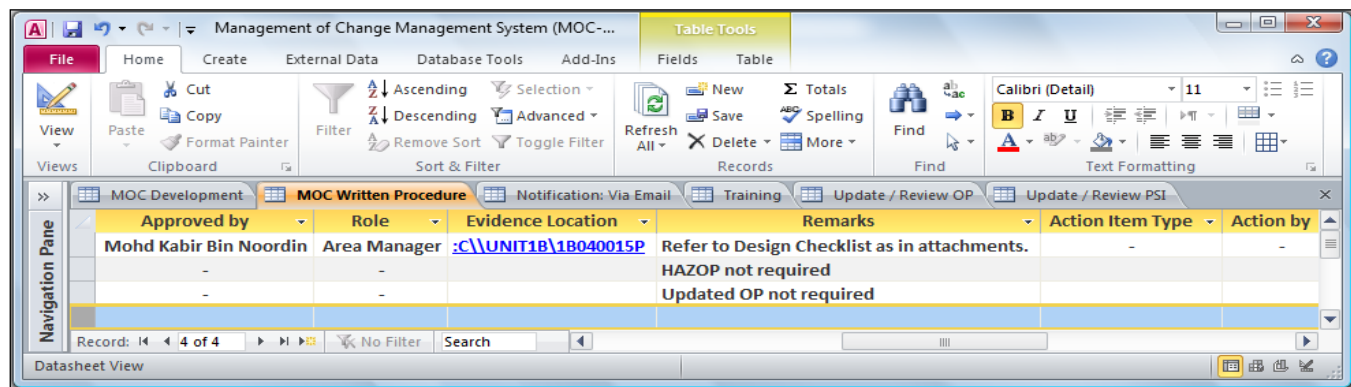 Management of Change Management System (MOC-...
Table Tools
File Home Create External Data Database Tools Add-Ins Fields Table
View
Views
Paste
Cut
Copy
Format Painter
Clipboard
Filter
Ascending
Descending
Remove Sort
Selection
Advanced
Toggle Filter
Sort & Filter
Refresh All
New
Save
Delete
Totals
Spelling
More
Records
Find
Find
Calibri (Detail) 11
B I U
Text Formatting
MOC Development MOC Written Procedure Notification: Via Email Training Update / Review OP Update / Review PSI
Navigation Pane
Approved by Role Evidence Location Remarks Action Item Type Action by
Mohd Kabir Bin Noordin Area Manager :C\\UNIT1B\1B040015P Refer to Design Checklist as in attachments. - -
- - HAZOP not required
- - Updated OP not required
Record: 4 of 4 No Filter Search
Datasheet View